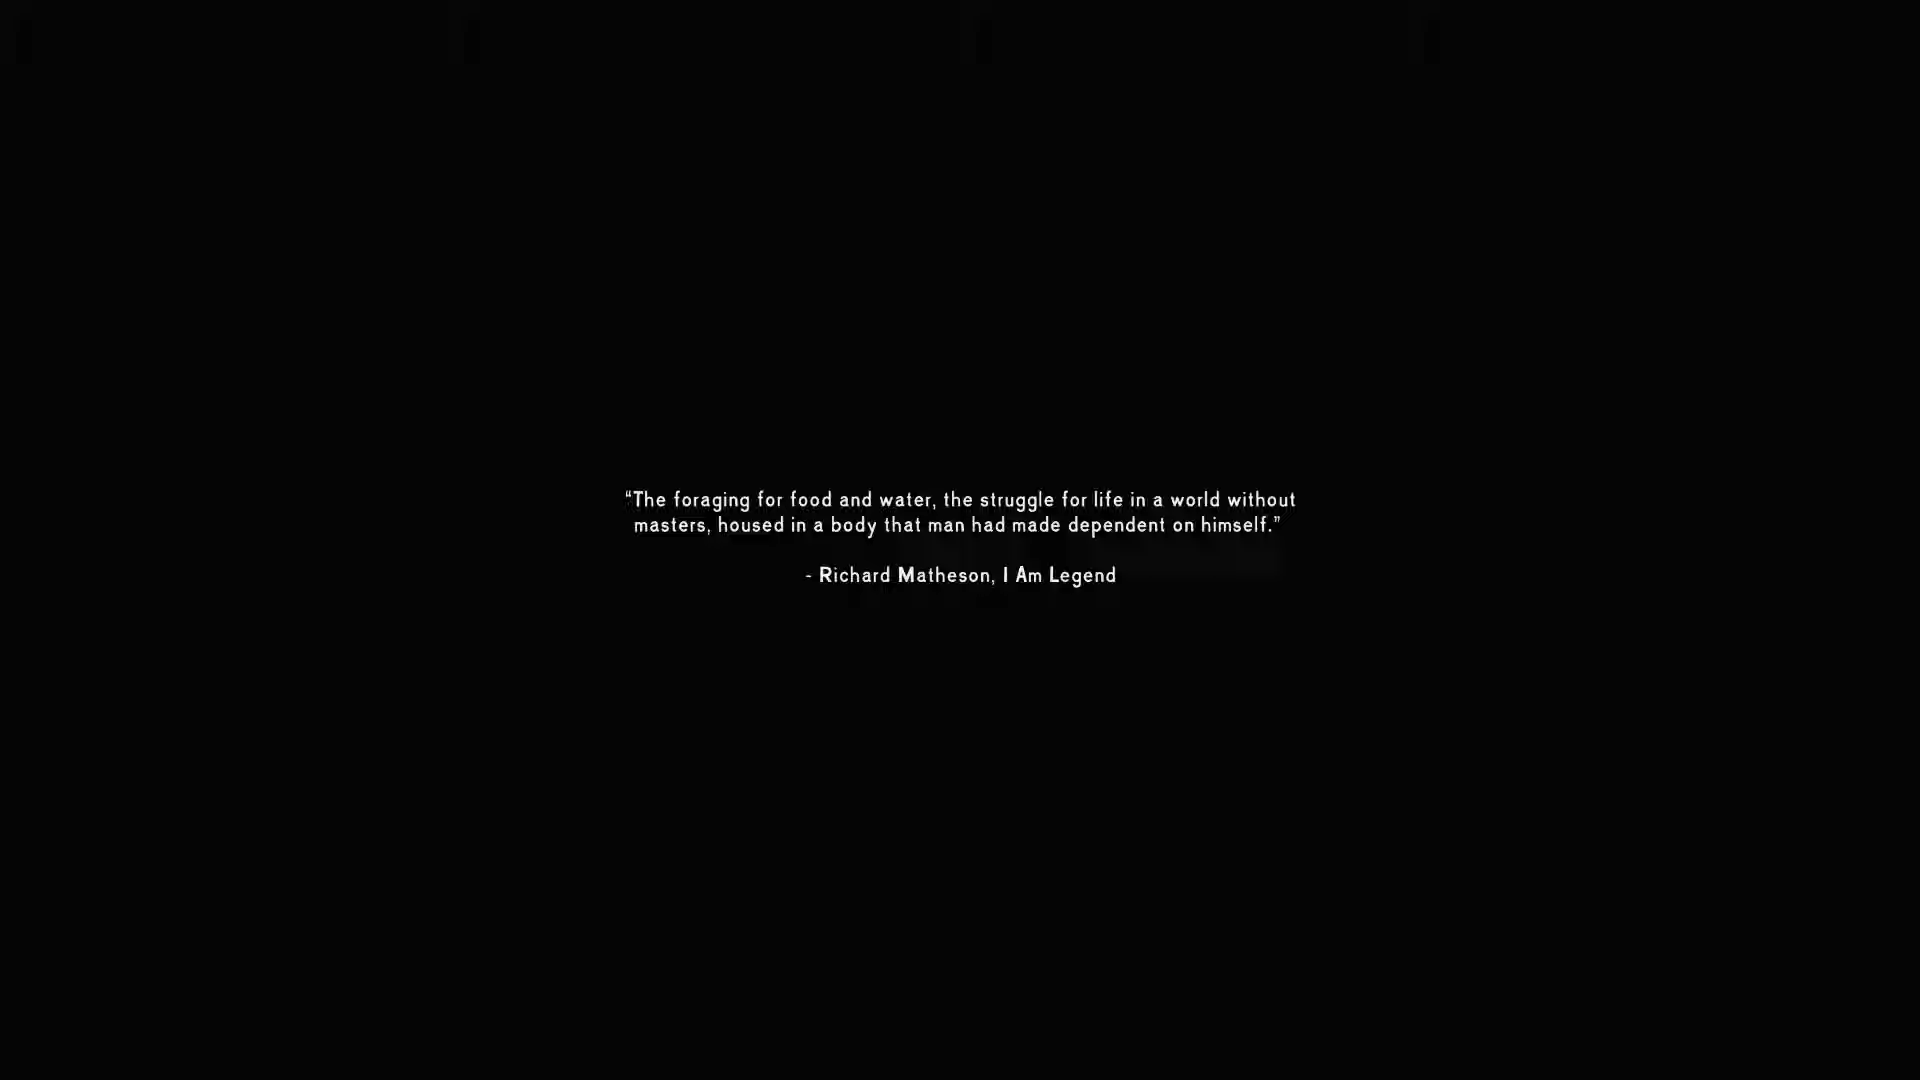 “The foraging for food and water, the struggle for life in a world without
masters, housed in a body that man had made dependent on himself.”
- Richard Matheson, I Am Legend